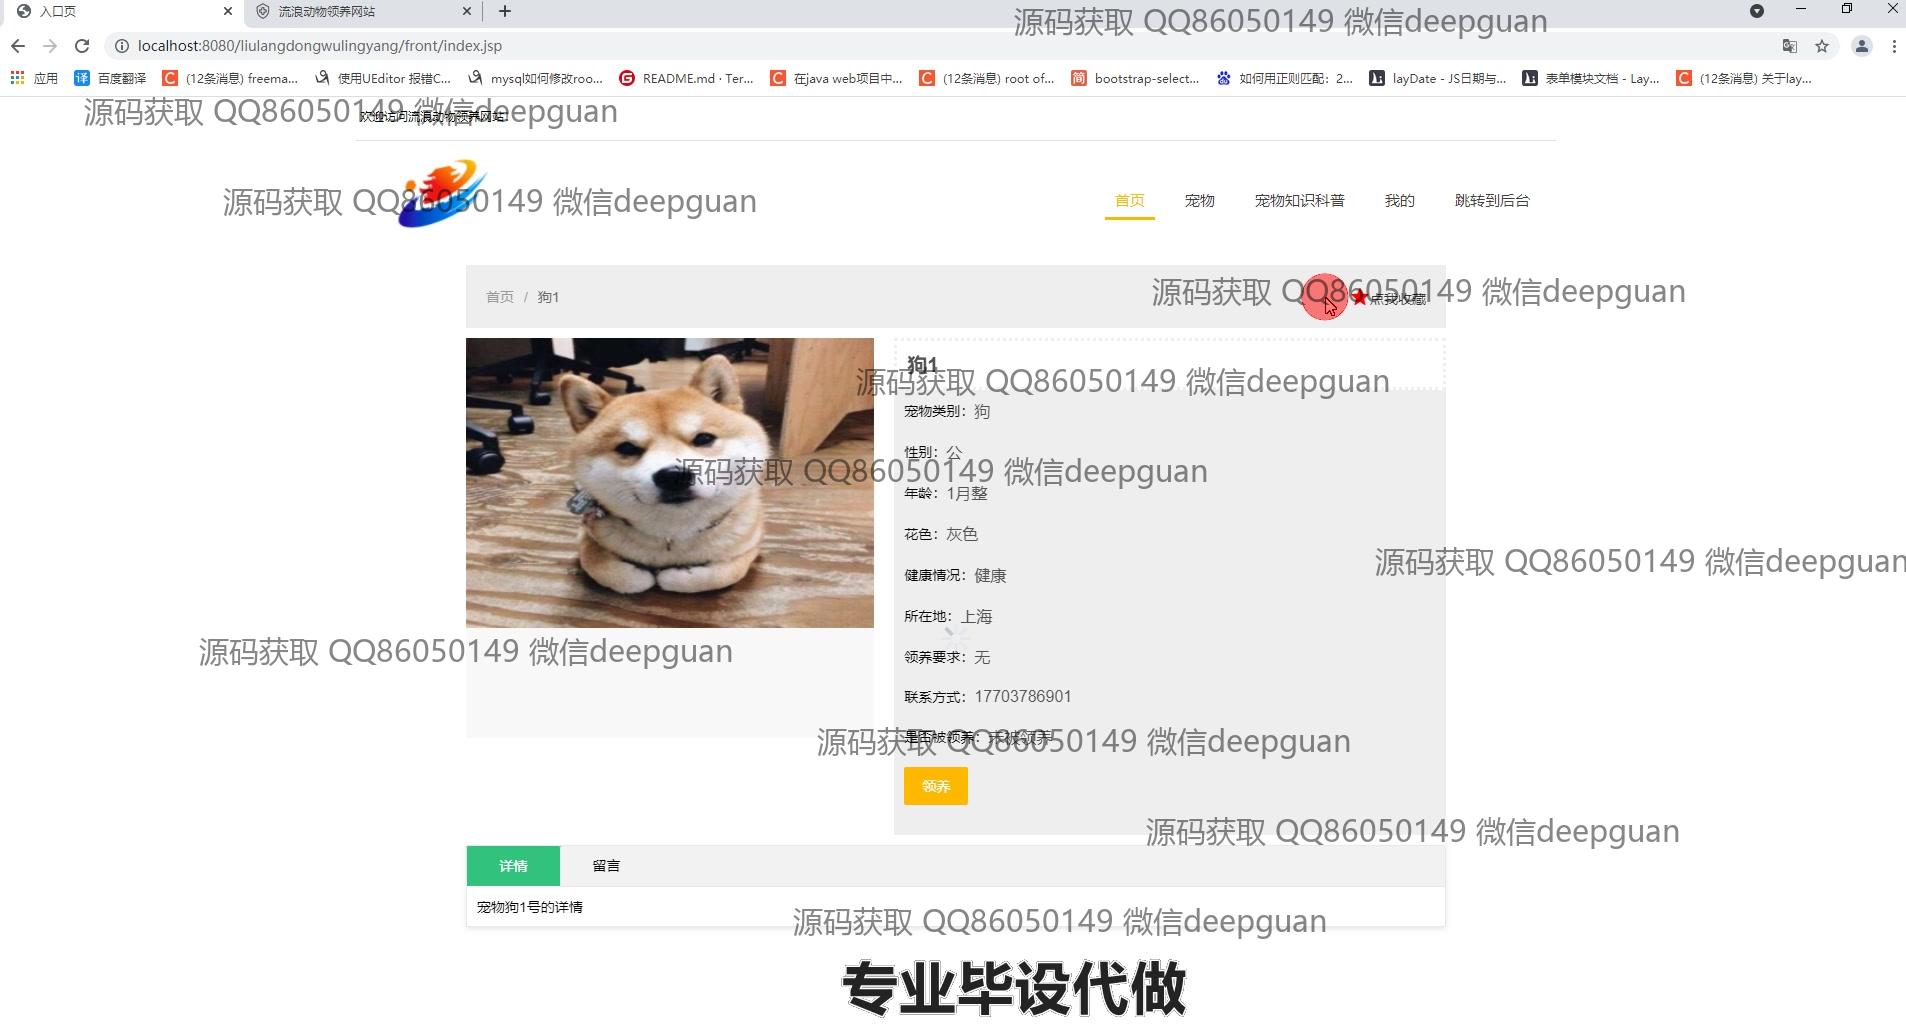 入口页
流浪动物领养网站
源码获取 QQ86050149 微信deepguan
localhost:8080/liulangdongwulingyang/front/index.jsp
应用 百度翻译 (12条消息) freema... 使用UEditor 报错C... mysql如何修改roo... README.md · Ter... 在java web项目中... (12条消息) root of... bootstrap-select... 如何用正则匹配：2... layDate - JS日期与... 表单模块文档 - Lay... (12条消息) 关于lay...
源码获取 QQ86050149 微信deepguan
欢迎访问流浪动物领养网站
源码获取 QQ86050149 微信deepguan
首页 宠物 宠物知识科普 我的 跳转到后台
源码获取 QQ86050149 微信deepguan
首页 / 狗1
点我收藏
狗1
源码获取 QQ86050149 微信deepguan
宠物类别：狗
性别：公
源码获取 QQ86050149 微信deepguan
年龄：1月整
花色：灰色
源码获取 QQ86050149 微信deepguan
健康情况：健康
所在地：上海
源码获取 QQ86050149 微信deepguan
领养要求：无
联系方式：17703786901
是否被领养：未被领养
源码获取 QQ86050149 微信deepguan
领养
源码获取 QQ86050149 微信deepguan
详情 留言
宠物狗1号的详情
源码获取 QQ86050149 微信deepguan
专业毕设代做